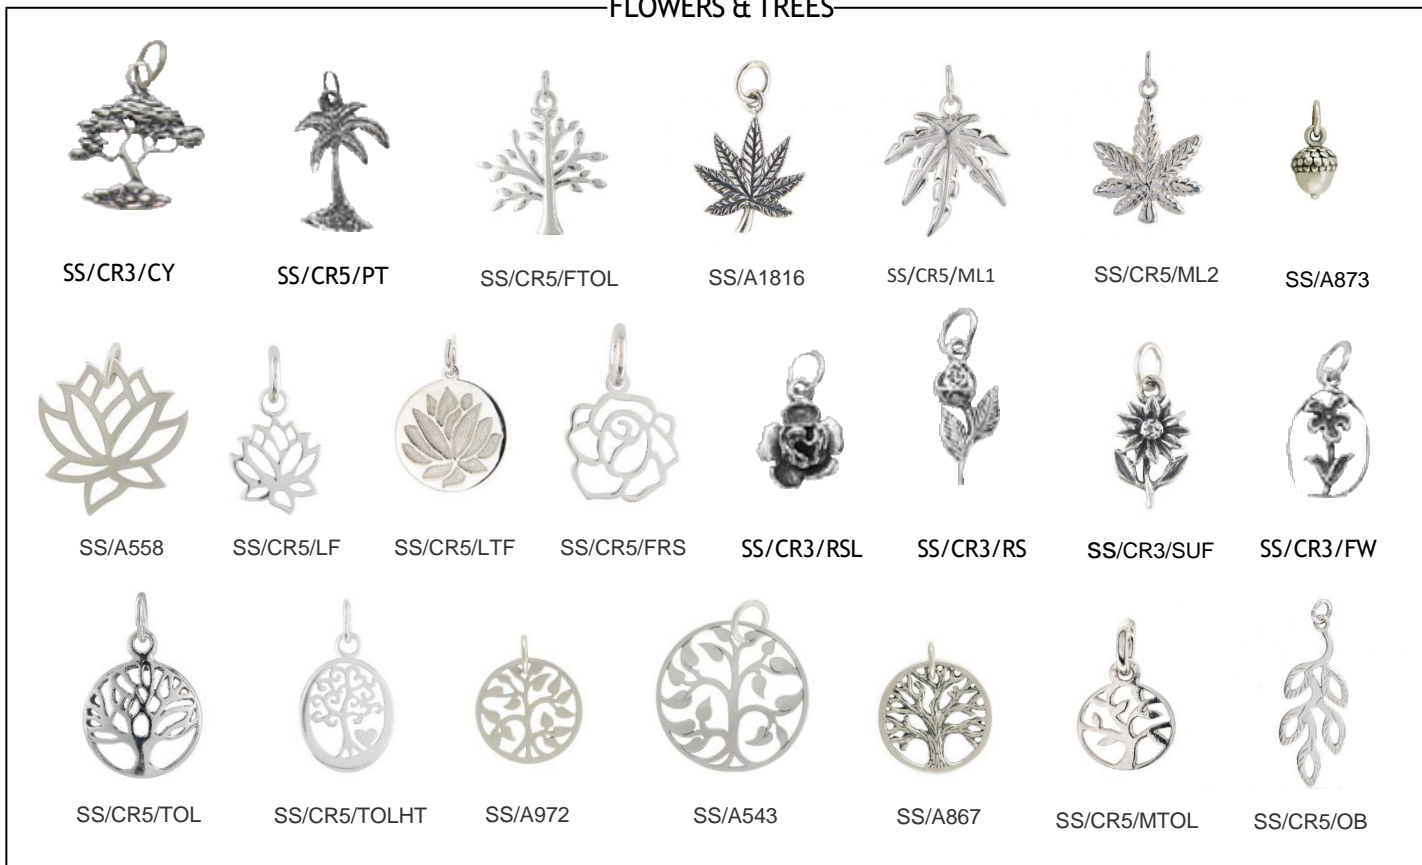 FLOWERS & TREES
SS/CR3/CY
SS/CR5/PT
SS/CR5/FTOL
SS/A1816
SS/CR5/ML1
SS/CR5/ML2
SS/A873
SS/A558
SS/CR5/LF
SS/CR5/LTF
SS/CR5/FRS
SS/CR3/RSL
SS/CR3/RS
SS/CR3/SUF
SS/CR3/FW
SS/CR5/TOL
SS/CR5/TOLHT
SS/A972
SS/A543
SS/A867
SS/CR5/MTOL
SS/CR5/OB